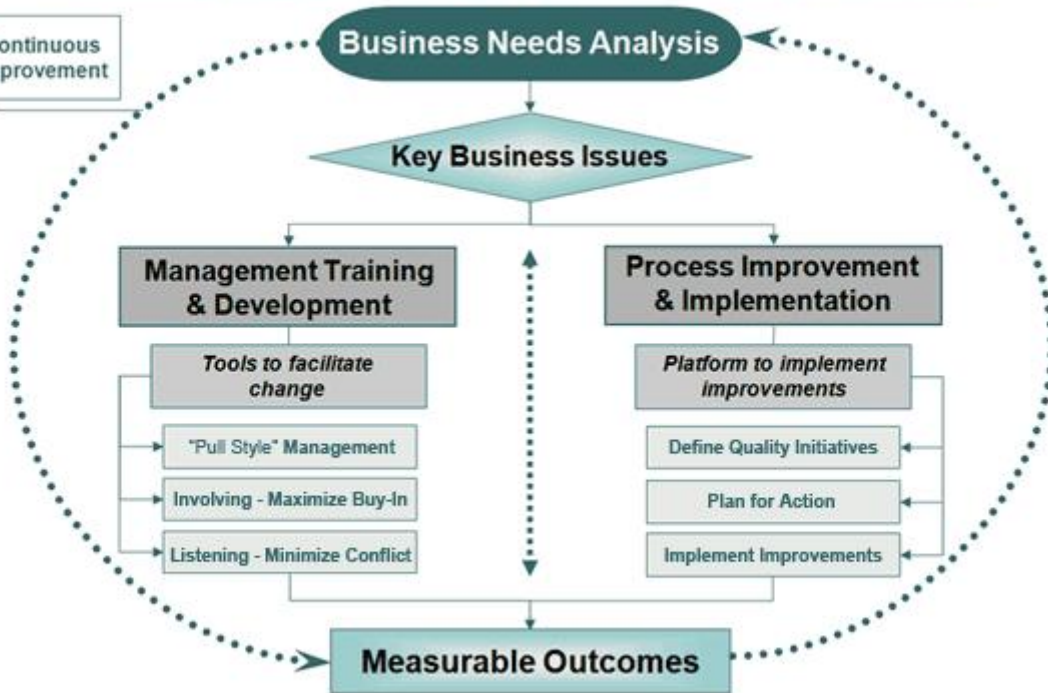 Business Needs Analysis
ontinuous
provement
Key Business Issues
Management Training
& Development
Process Improvement
& Implementation
Tools to facilitate
change
Platform to implement
improvements
"Pull Style" Management
Define Quality Initiatives
Involving - Maximize Buy-In
Plan for Action
Listening - Minimize Conflict
Implement Improvements
Measurable Outcomes